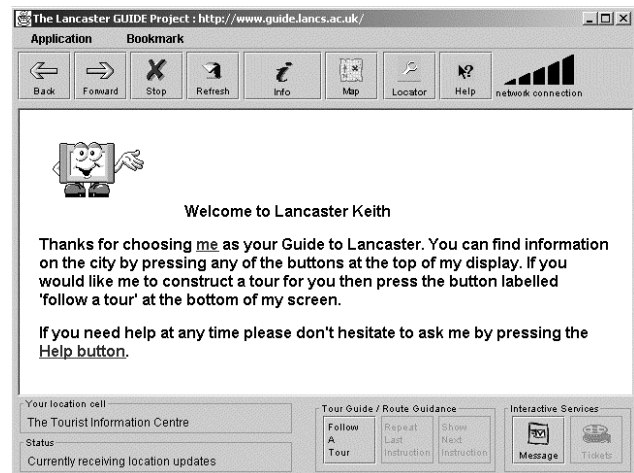 The Lancaster GUIDE Project : http://www.guide.lancs.ac.uk/
Application Bookmark
Back Forward Stop Refresh Info Map Locator Help network connection
Welcome to Lancaster Keith
Thanks for choosing me as your Guide to Lancaster. You can find information
on the city by pressing any of the buttons at the top of my display. If you
would like me to construct a tour for you then press the button labelled
'follow a tour' at the bottom of my screen.
If you need help at any time please don't hesitate to ask me by pressing the
Help button.
Your location cell
The Tourist Information Centre
Status
Currently receiving location updates
Tour Guide / Route Guidance
Follow
A
Tour
Repeat
Last
Instruction
Show
Next
Instruction
Interactive Services
Message
Tickets